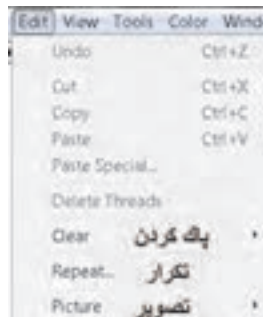 Edit View Tools Color Wind
Undo Ctrl+Z
Cut Ctrl+X
Copy Ctrl+C
Paste Ctrl+V
Paste Special...
Delete Threads
Clear پاک کردن
Repeat... تکرار
Picture تصویر